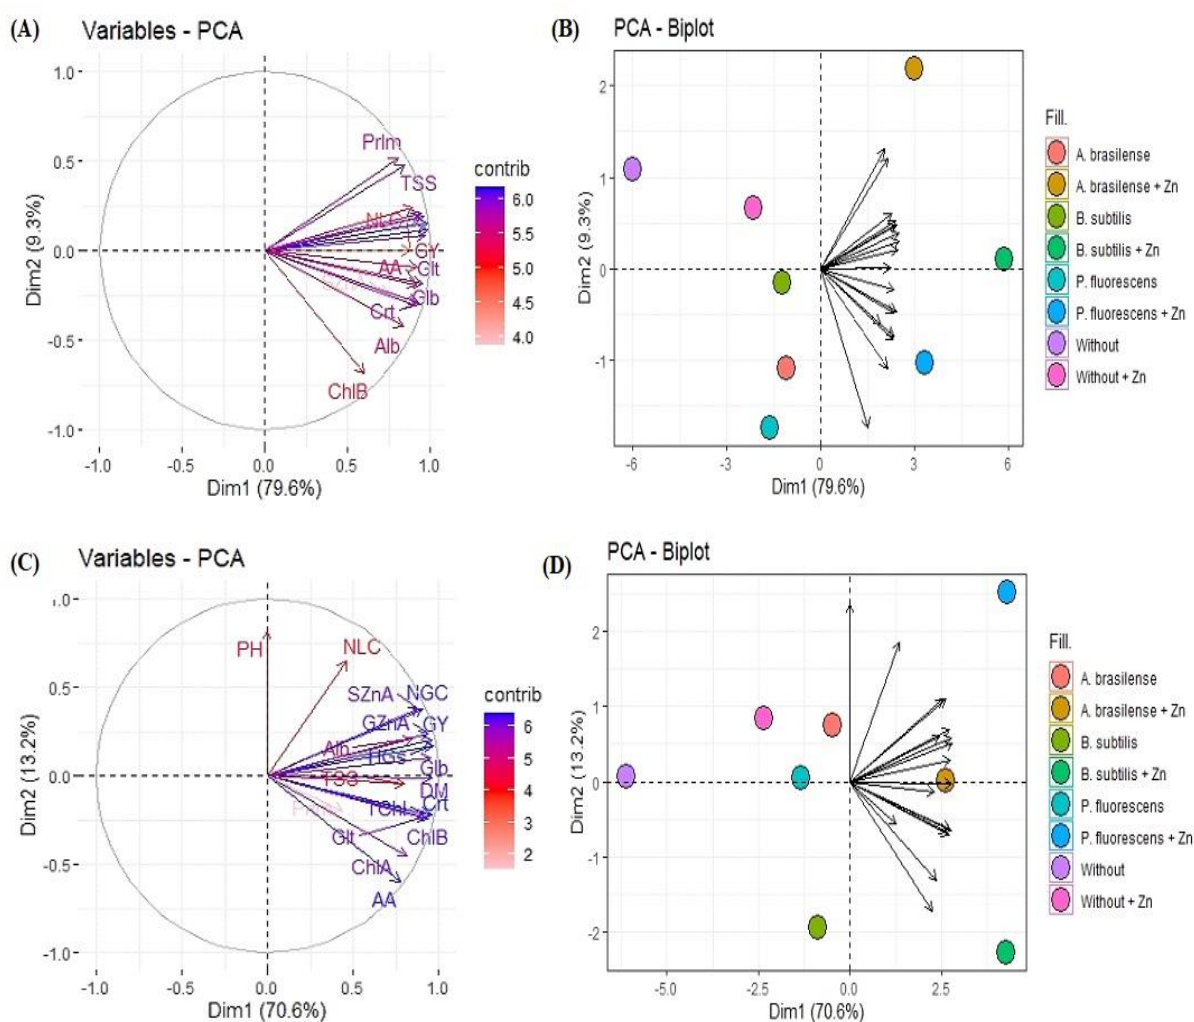 (A)
Variables - PCA
1.0
0.5
0.0
-0.5
-1.0
Dim2 (9.3%)
Prlm
TSS
GY
AA
Glt
Glb
Crt
Alb
ChlB
-1.0 -0.5 0.0 0.5 1.0
Dim1 (79.6%)
contrib
6.0
5.5
5.0
4.5
4.0
(B)
PCA - Biplot
2
1
0
-1
Dim2 (9.3%)
-6 -3 0 3 6
Dim1 (79.6%)
Fill.
A. brasilense
A. brasilense + Zn
B. subtilis
B. subtilis + Zn
P. fluorescens
P. fluorescens + Zn
Without
Without + Zn
(C)
Variables - PCA
.0
0.5
0.0
-0.5
-1.0
Dim2 (13.2%)
PH
NLC
SZnA NGC
GZnA GY
HGs
Glb
TSS
DM
TChl Crt
Glt
ChlB
ChlA
AA
-1.0 -0.5 0.0 0.5 1.0
Dim1 (70.6%)
contrib
6
5
4
3
2
(D)
PCA - Biplot
2
1
0
-1
-2
Dim2 (13.2%)
-5.0 -2.5 0.0 2.5
Dim1 (70.6%)
Fill.
A. brasilense
A. brasilense + Zn
B. subtilis
B. subtilis + Zn
P. fluorescens
P. fluorescens + Zn
Without
Without + Zn